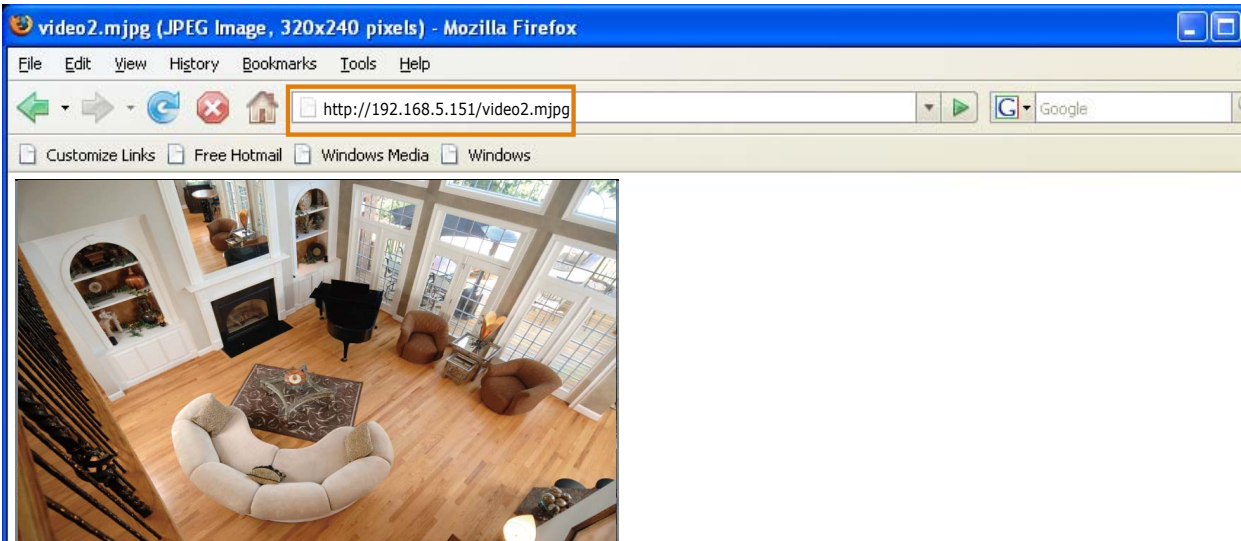 video2.mjpg (JPEG Image, 320x240 pixels) - Mozilla Firefox
File Edit View History Bookmarks Tools Help
http://192.168.5.151/video2.mjpg G Google
Customize Links Free Hotmail Windows Media Windows